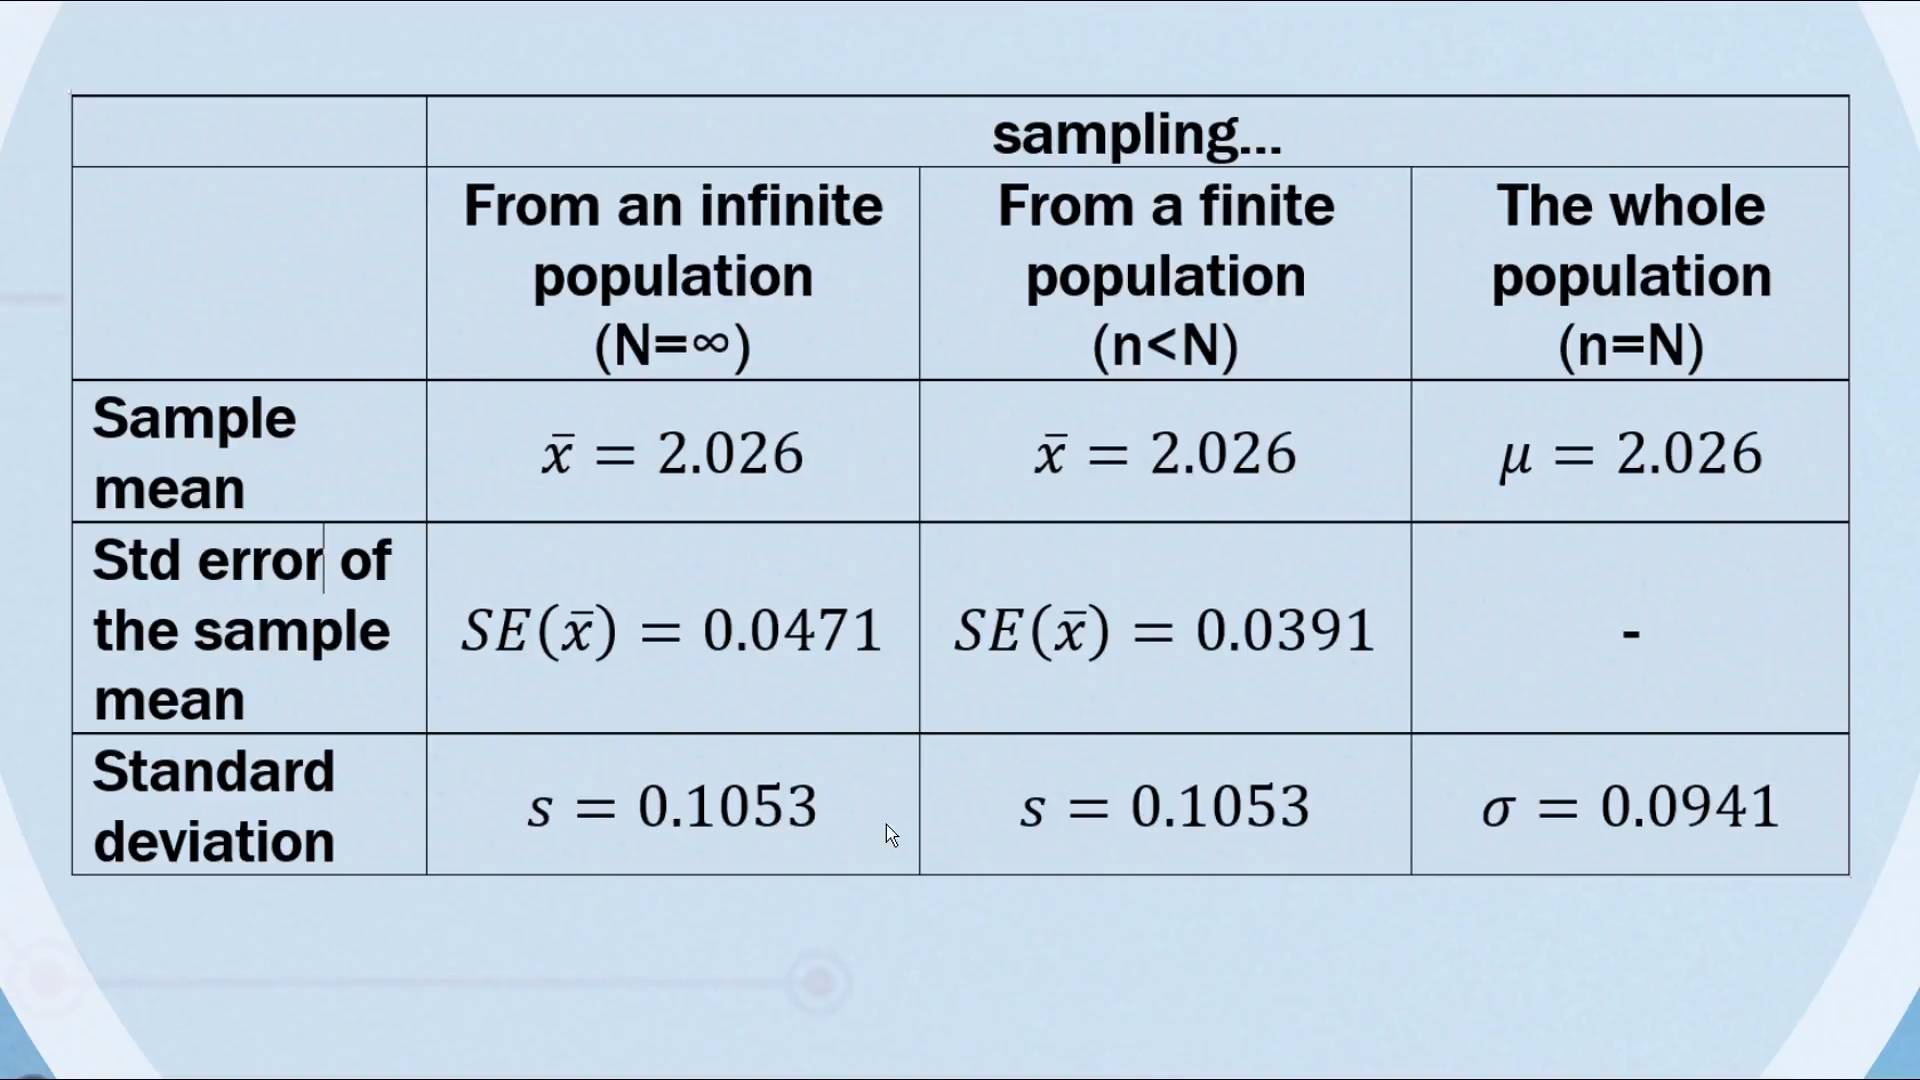 sampling...
From an infinite
population
(N=∞)
From a finite
population
(n<N)
The whole
population
(n=N)
Sample
mean
x̄ = 2.026
x̄ = 2.026
μ = 2.026
Std error of
the sample
mean
SE(x̄) = 0.0471
SE(x̄) = 0.0391
-
Standard
deviation
s = 0.1053
s = 0.1053
σ = 0.0941